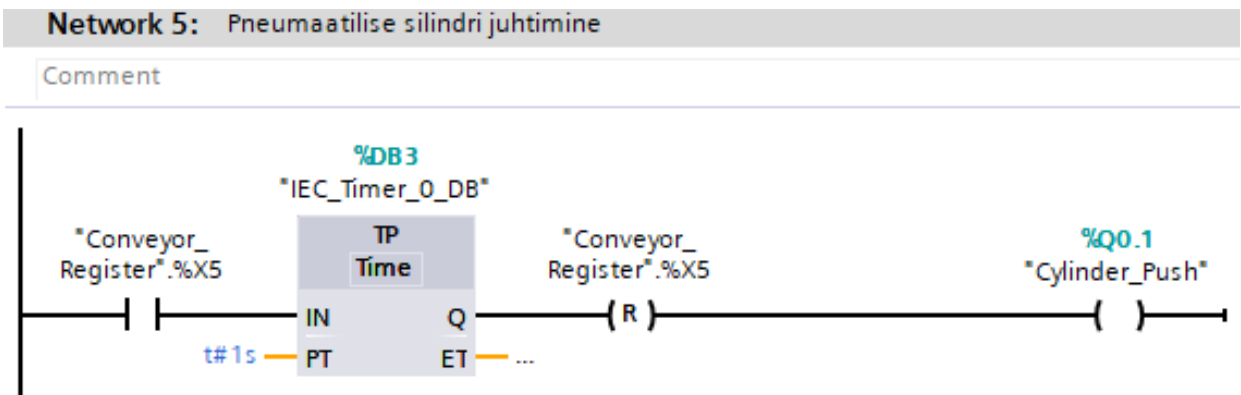 Network 5: Pneumaatilise silindri juhtimine
Comment
%DB3
"IEC_Timer_0_DB"
"Conveyor_
Register".%X5
TP
Time
"Conveyor_
Register".%X5
%Q0.1
"Cylinder_Push"
IN
Q
( R )
( )
t#1s
PT
ET
...